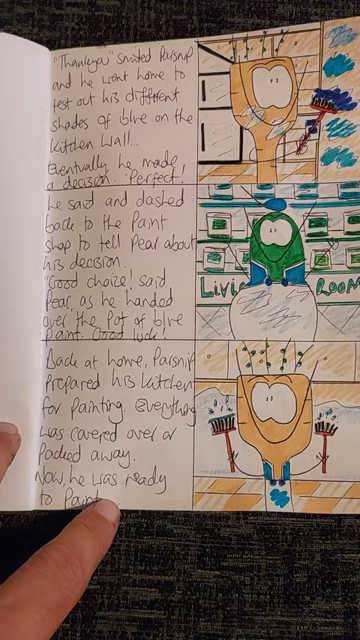 "Thankyou" smiled Parsnip
and he went home to
test out his different
shades of blue on the
kitchen wall...
Eventually he made
a decision. "Perfect!"
he said and dashed
back to the Paint
shop to tell Pear about
his decision.
"Good choice! said
Pear as he handed
over the Pot of blue
Paint. Good luck!
LIVIN ROOM
Back at home, Parsnip
Prepared his kitchen
for Painting. Everything
was covered over or
Packed away.
Now, he was ready
to Paint